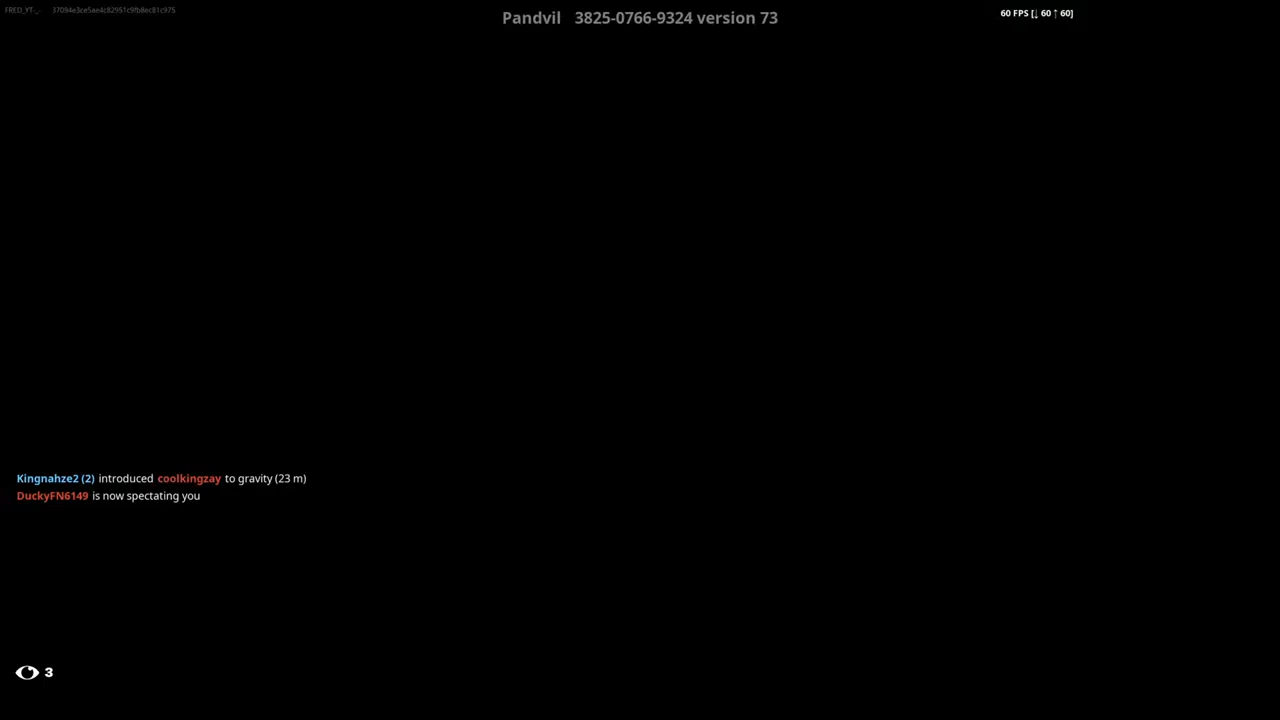 FRED_YT-_-
Pandvil 3825-0766-9324 version 73
60 FPS [↓ 60 ↑ 60]
Kingnahze2 (2) introduced coolkingzay to gravity (23 m)
DuckyFN6149 is now spectating you
3